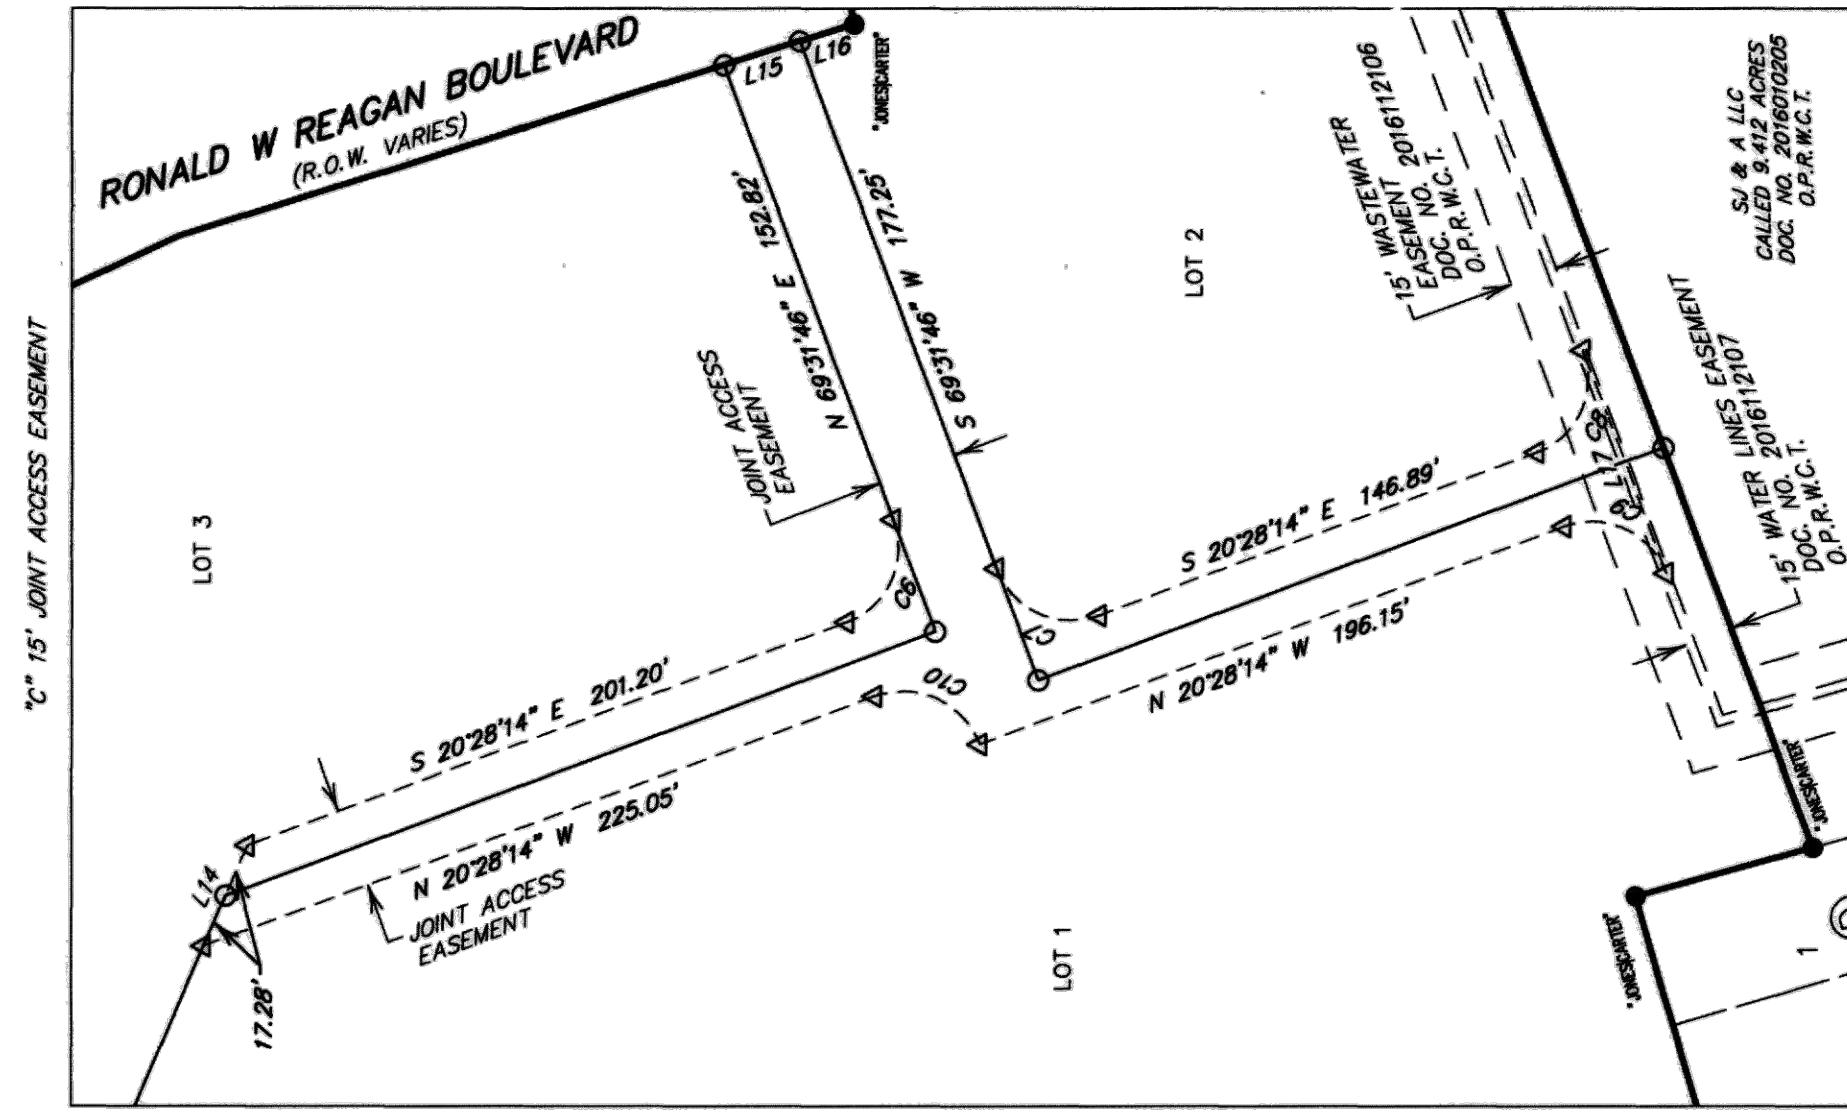 "C" 15' JOINT ACCESS EASEMENT
RONALD W REAGAN BOULEVARD
(R.O.W. VARIES)
L15
L16
"JONES|CARTER"
N 69°31'46" E 152.82'
S 69°31'46" W 177.25'
JOINT ACCESS
EASEMENT
LOT 3
LOT 2
15' WASTEWATER
EASEMENT 2016112106
DOC. NO.
O.P.R.W.C.T.
SJ & A LLC
CALLED 9.412 ACRES
DOC. NO. 2016010205
O.P.R.W.C.T.
15' WATER LINES EASEMENT
DOC. NO. 2016112107
O.P.R.W.C.T.
C6
C7
C8
L17
C9
C10
S 20°28'14" E 146.89'
N 20°28'14" W 196.15'
S 20°28'14" E 201.20'
N 20°28'14" W 225.05'
JOINT ACCESS
EASEMENT
L14
17.28'
LOT 1
"JONES|CARTER"
"JONES|CARTER"
1